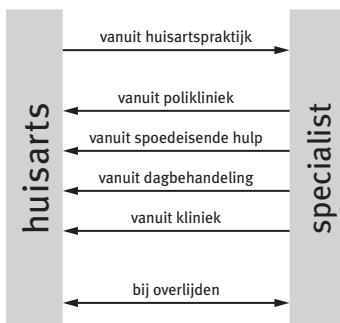 huisarts
vanuit huisartspraktijk
vanuit polikliniek
vanuit spoedeisende hulp
vanuit dagbehandeling
vanuit kliniek
bij overlijden
specialist